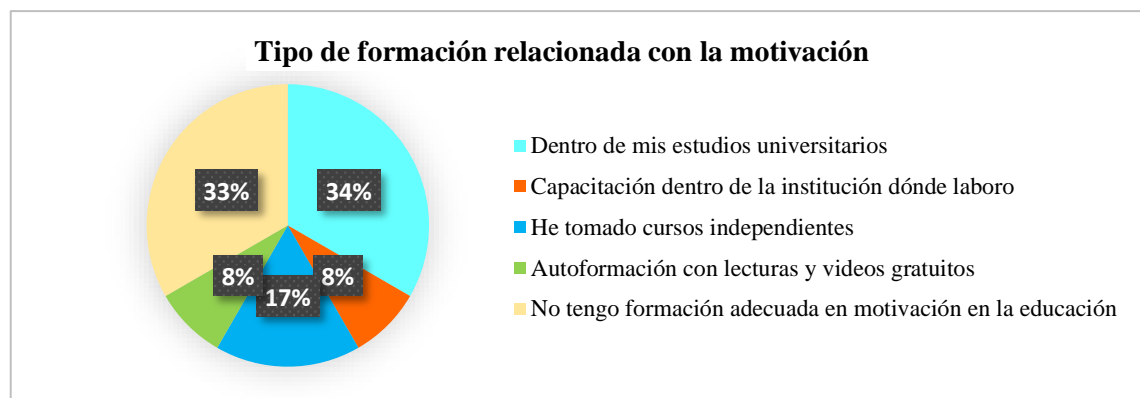 Tipo de formación relacionada con la motivación
33%
34%
8%
8%
17%
Dentro de mis estudios universitarios
Capacitación dentro de la institución dónde laboro
He tomado cursos independientes
Autoformación con lecturas y videos gratuitos
No tengo formación adecuada en motivación en la educación